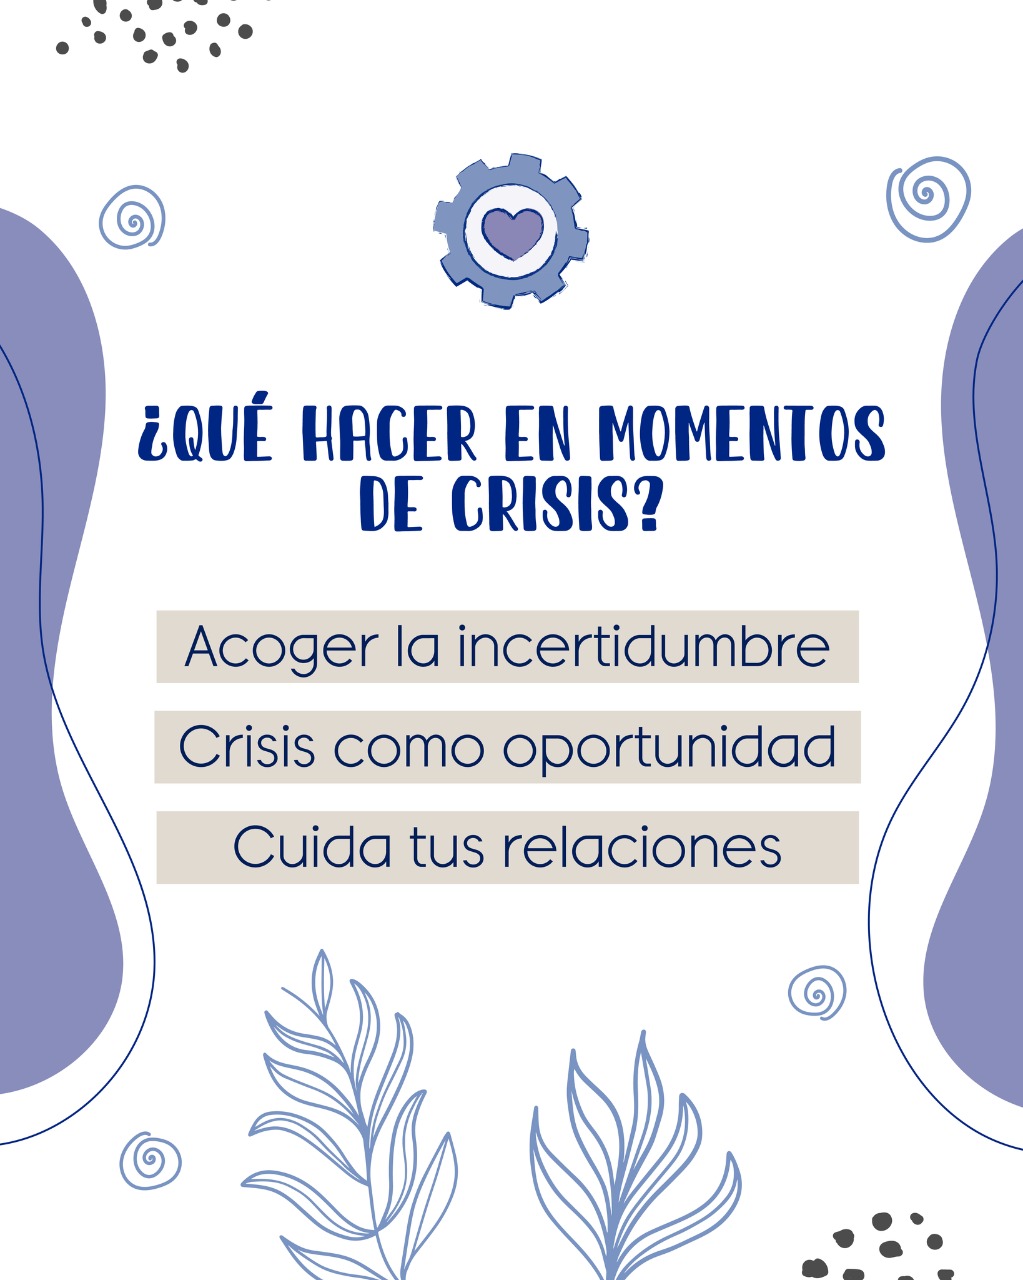 ¿QUÉ HACER EN MOMENTOS
DE CRISIS?
Acoger la incertidumbre
Crisis como oportunidad
Cuida tus relaciones